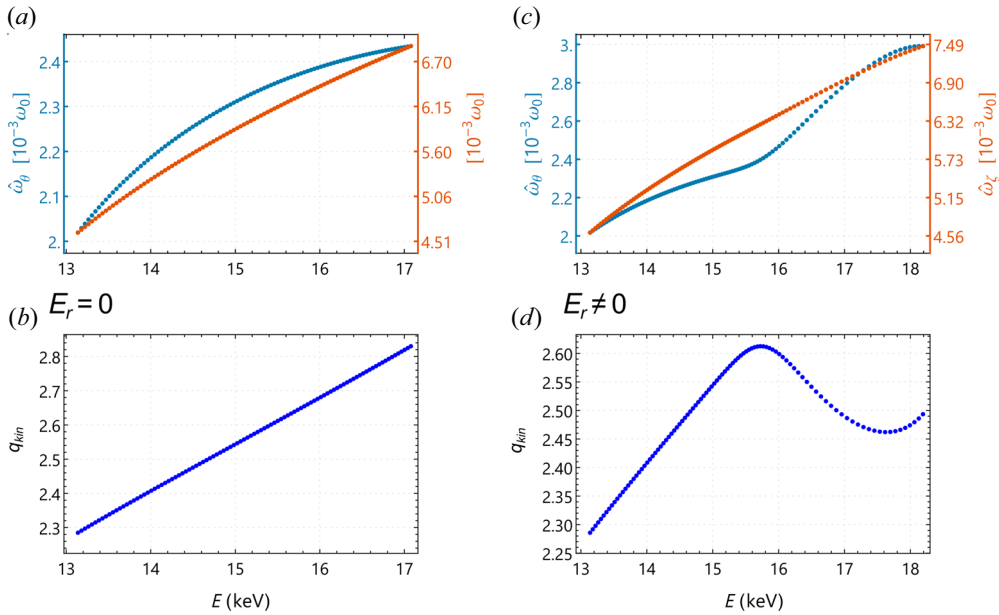 (a)
2.4
2.3
2.2
2.1
2.
ω̂θ [10⁻³ω₀]
6.70
6.15
5.60
5.06
4.51
[10⁻³ω₀]
13 14 15 16 17
(c)
3.
2.8
2.6
2.4
2.2
2.
ω̂θ [10⁻³ω₀]
7.49
6.90
6.32
5.73
5.15
4.56
ω̂ζ [10⁻³ω₀]
13 14 15 16 17 18
Er = 0
(b)
2.8
2.7
2.6
2.5
2.4
2.3
qkin
13 14 15 16 17
E (keV)
Er ≠ 0
(d)
2.60
2.55
2.50
2.45
2.40
2.35
2.30
2.25
qkin
13 14 15 16 17 18
E (keV)